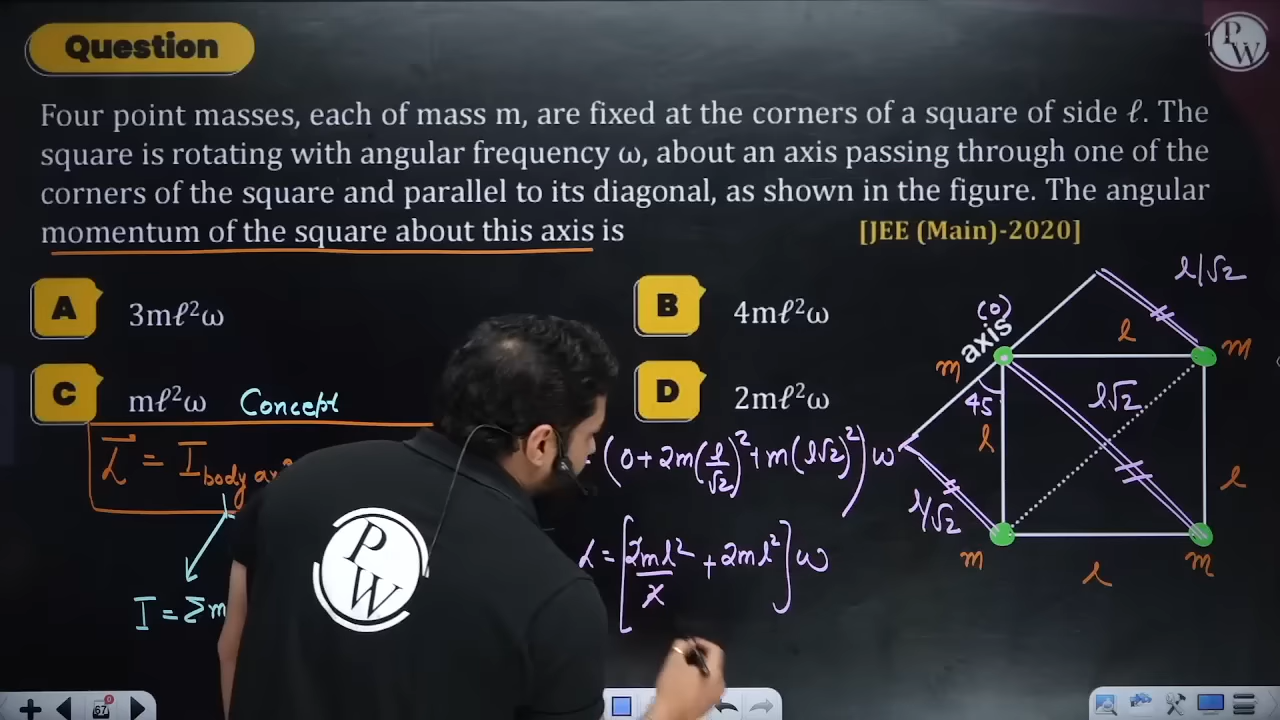 Question
PW
Four point masses, each of mass m, are fixed at the corners of a square of side ℓ. The
square is rotating with angular frequency ω, about an axis passing through one of the
corners of the square and parallel to its diagonal, as shown in the figure. The angular
momentum of the square about this axis is [JEE (Main)-2020]
A 3mℓ²ω
B 4mℓ²ω
C mℓ²ω
D 2mℓ²ω
Concept
L⃗ = I body
I = Σm
= (0 + 2m(l/√2)² + m(l√2)²)ω
L = [2ml²/2 + 2ml²]ω
l/√2
(0)
axis
m
l
m
45°
l√2
l
l
l/√2
m
l
m
PW
67